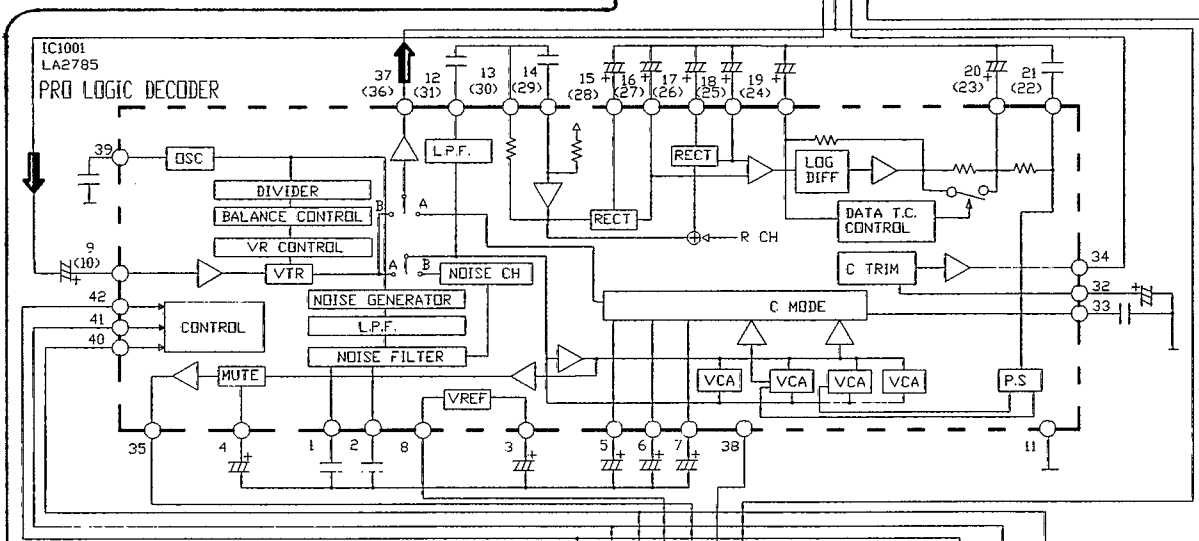 IC1001
LA2785
PRO LOGIC DECODER
37
(36)
12
(31)
13
(30)
14
(29)
15
(28)
16
(27)
17
(26)
18
(25)
19
(24)
20
(23)
21
(22)
39
OSC
L.P.F.
RECT
LOG
DIFF
DIVIDER
BALANCE CONTROL
B
A
RECT
DATA T.C.
CONTROL
VR CONTROL
R CH
9
(10)
VTR
A
B
NOISE CH
C TRIM
34
42
NOISE GENERATOR
C MODE
32
41
CONTROL
L.P.F.
33
40
NOISE FILTER
MUTE
VCA
VCA
VCA
VCA
P.S
VREF
35
4
1
2
8
3
5
6
7
38
11
+
+
+
+
+
+
+
+
+
+
+
+
+